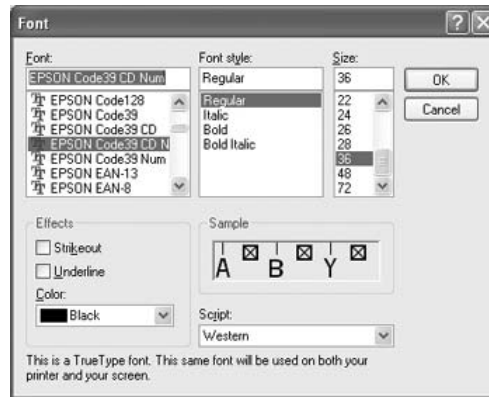 Font
Font: Font style: Size:
EPSON Code39 CD Num Regular 36 OK
EPSON Code128 Regular 22 Cancel
EPSON Code39 Italic 24
EPSON Code39 CD Bold 26
EPSON Code39 CD N Bold Italic 28
EPSON Code39 Num 36
EPSON EAN-13 48
EPSON EAN-8 72
Effects Sample
Strikeout
Underline
A B Y
Color:
Black
Script:
Western
This is a TrueType font. This same font will be used on both your
printer and your screen.